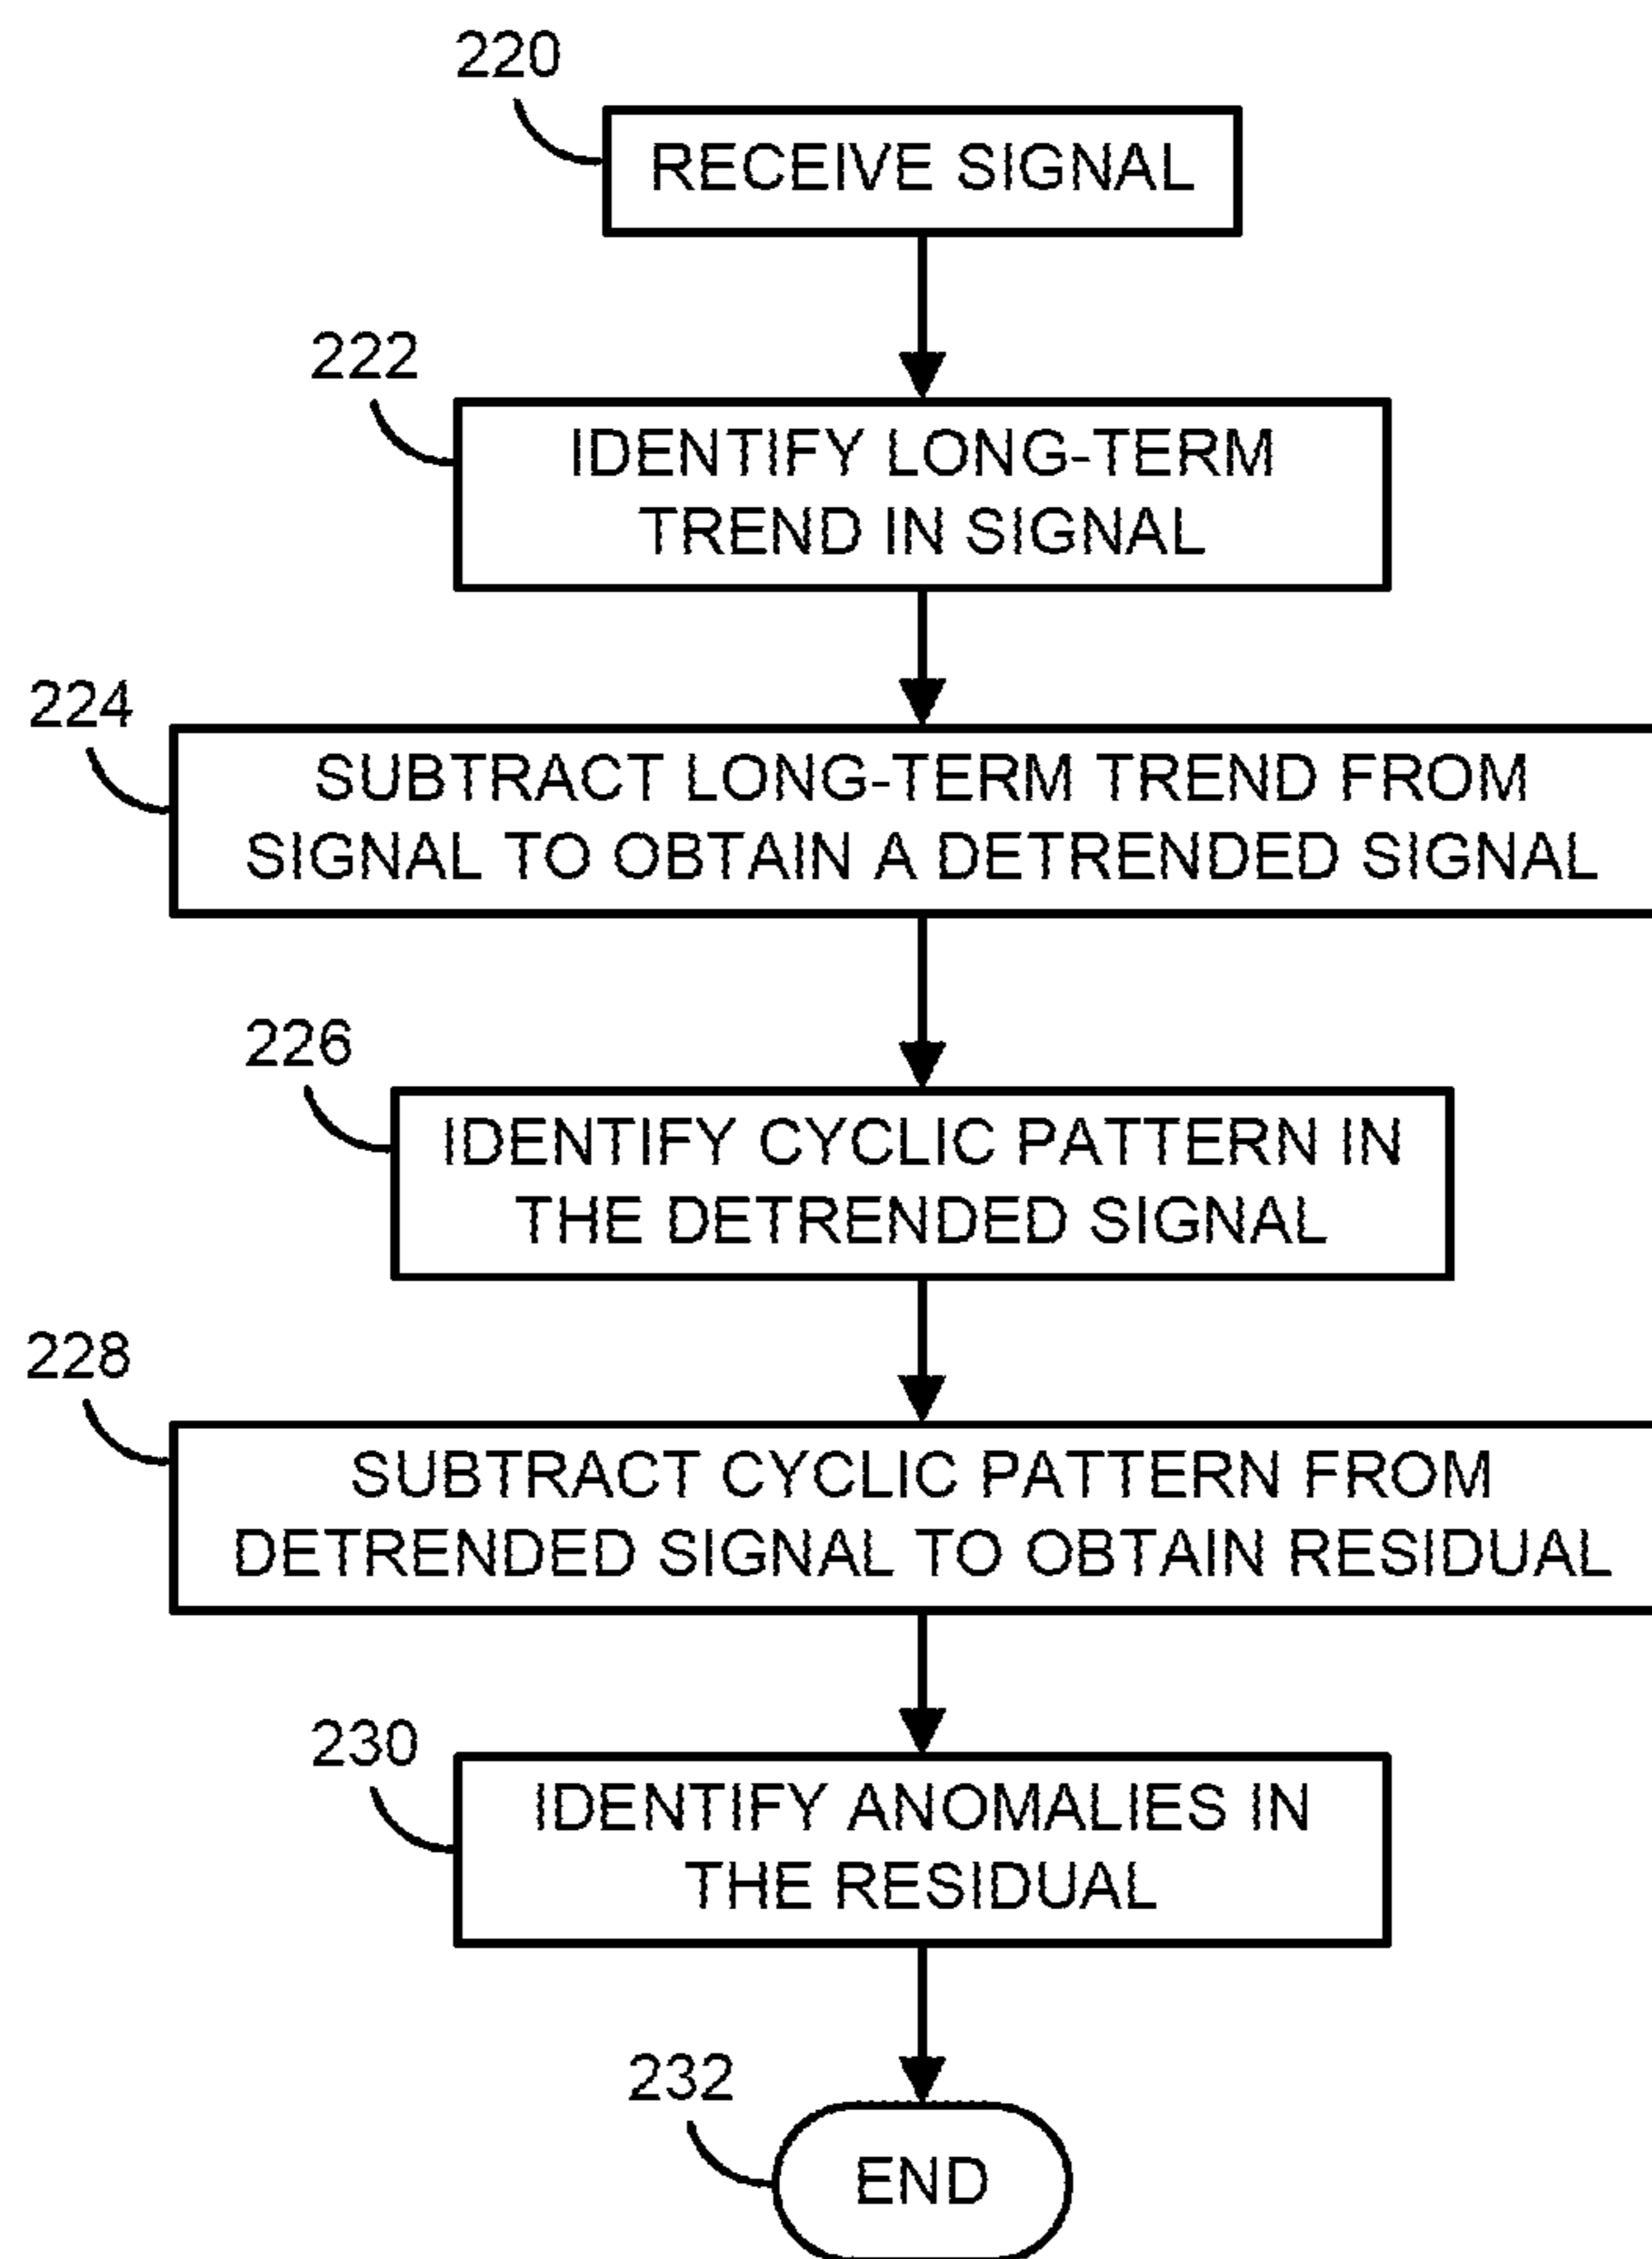 220
RECEIVE SIGNAL
222
IDENTIFY LONG-TERM
TREND IN SIGNAL
224
SUBTRACT LONG-TERM TREND FROM
SIGNAL TO OBTAIN A DETRENDED SIGNAL
226
IDENTIFY CYCLIC PATTERN IN
THE DETRENDED SIGNAL
228
SUBTRACT CYCLIC PATTERN FROM
DETRENDED SIGNAL TO OBTAIN RESIDUAL
230
IDENTIFY ANOMALIES IN
THE RESIDUAL
232
END